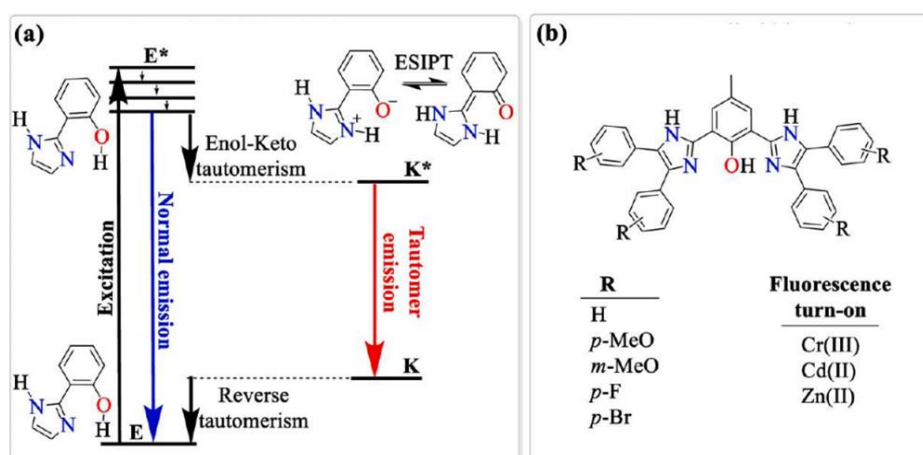 (a)
E*
H
N
N
O
H
Excitation
Normal emission
Enol-Keto
tautomerism
H
N
N
+
H
O
-
ESIPT
NH
N
H
O
K*
Tautomer
emission
K
Reverse
tautomerism
H
N
N
O
H
E
(b)
H
N
N
OH
H
N
N
R
R
R
R
R
H
p-MeO
m-MeO
p-F
p-Br
Fluorescence
turn-on
Cr(III)
Cd(II)
Zn(II)